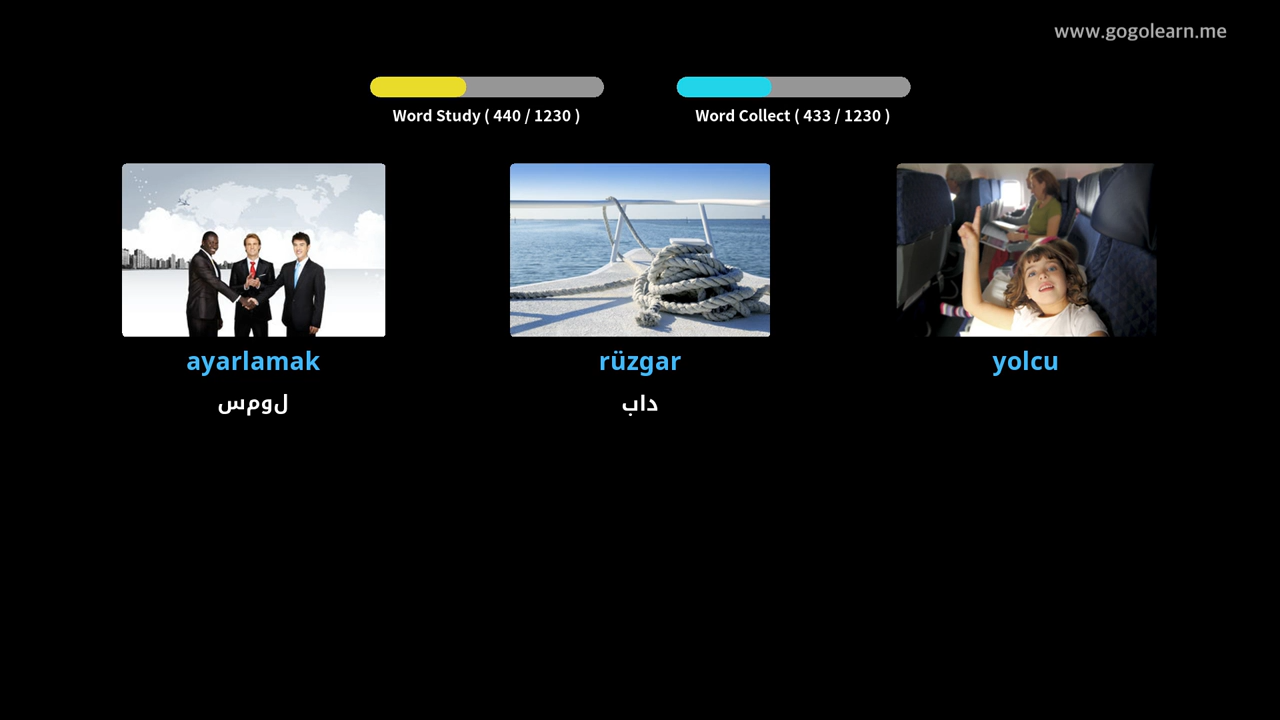 www.gogolearn.me
Word Study ( 440 / 1230 )
Word Collect ( 433 / 1230 )
ayarlamak
rüzgar
yolcu
لومس
داب